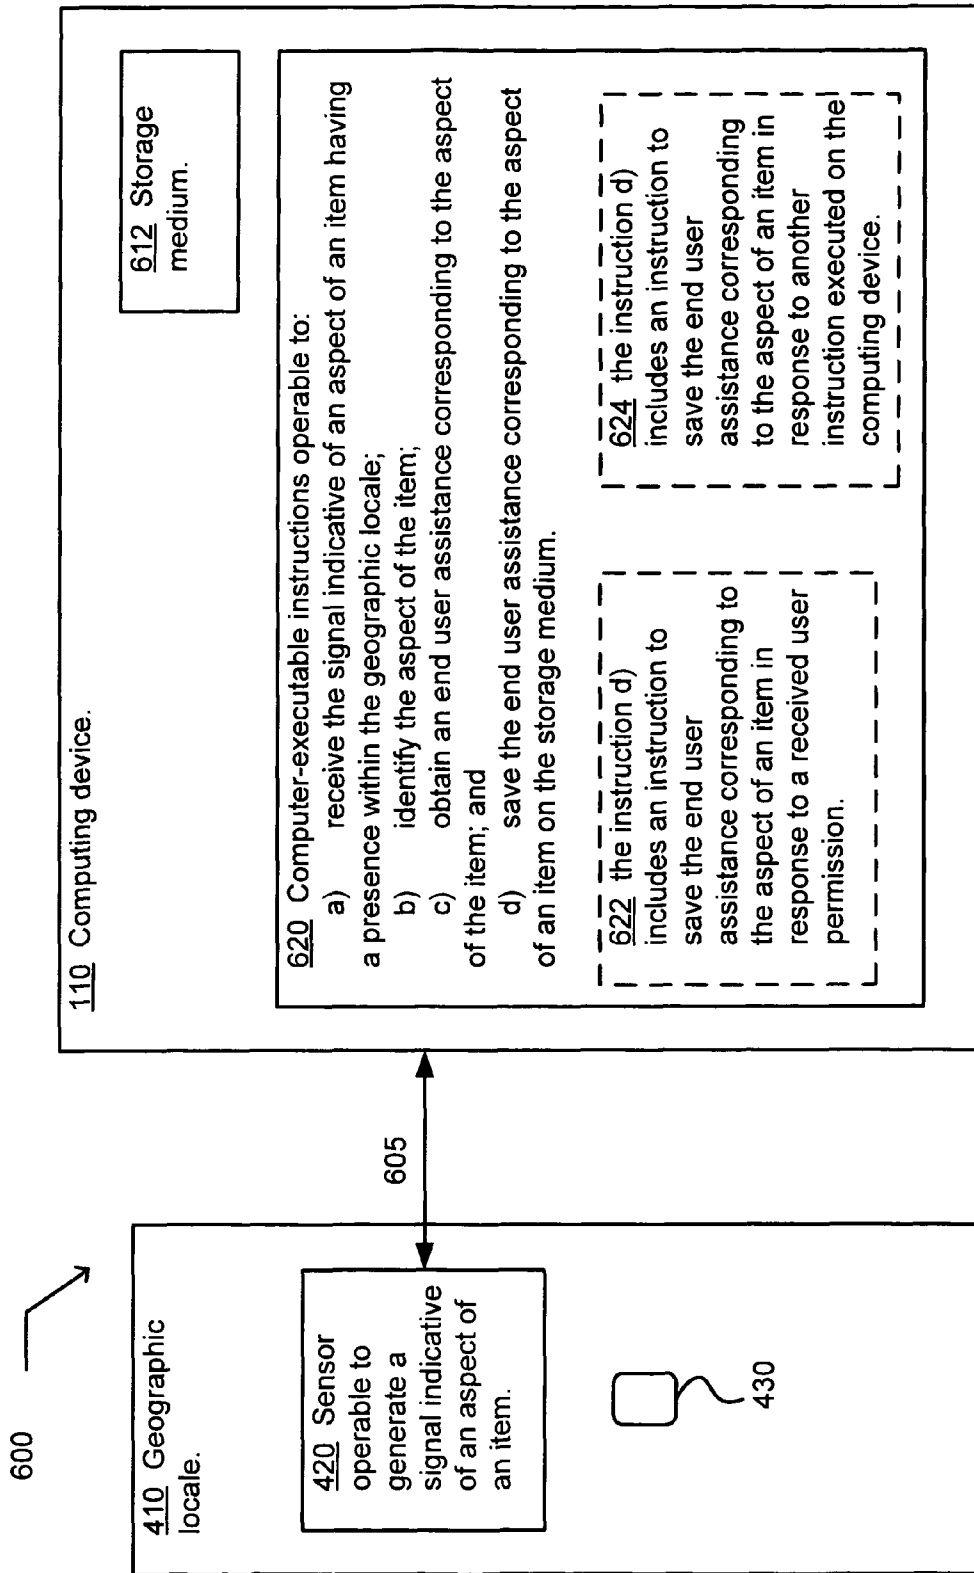 600
410 Geographic
locale.
420 Sensor
operable to
generate a
signal indicative
of an aspect of
an item.
430
605
110 Computing device.
612 Storage
medium.
620 Computer-executable instructions operable to:
a) receive the signal indicative of an aspect of an item having
a presence within the geographic locale;
b) identify the aspect of the item;
c) obtain an end user assistance corresponding to the aspect
of the item; and
d) save the end user assistance corresponding to the aspect
of an item on the storage medium.
622 the instruction d)
includes an instruction to
save the end user
assistance corresponding to
the aspect of an item in
response to a received user
permission.
624 the instruction d)
includes an instruction to
save the end user
assistance corresponding
to the aspect of an item in
response to another
instruction executed on the
computing device.